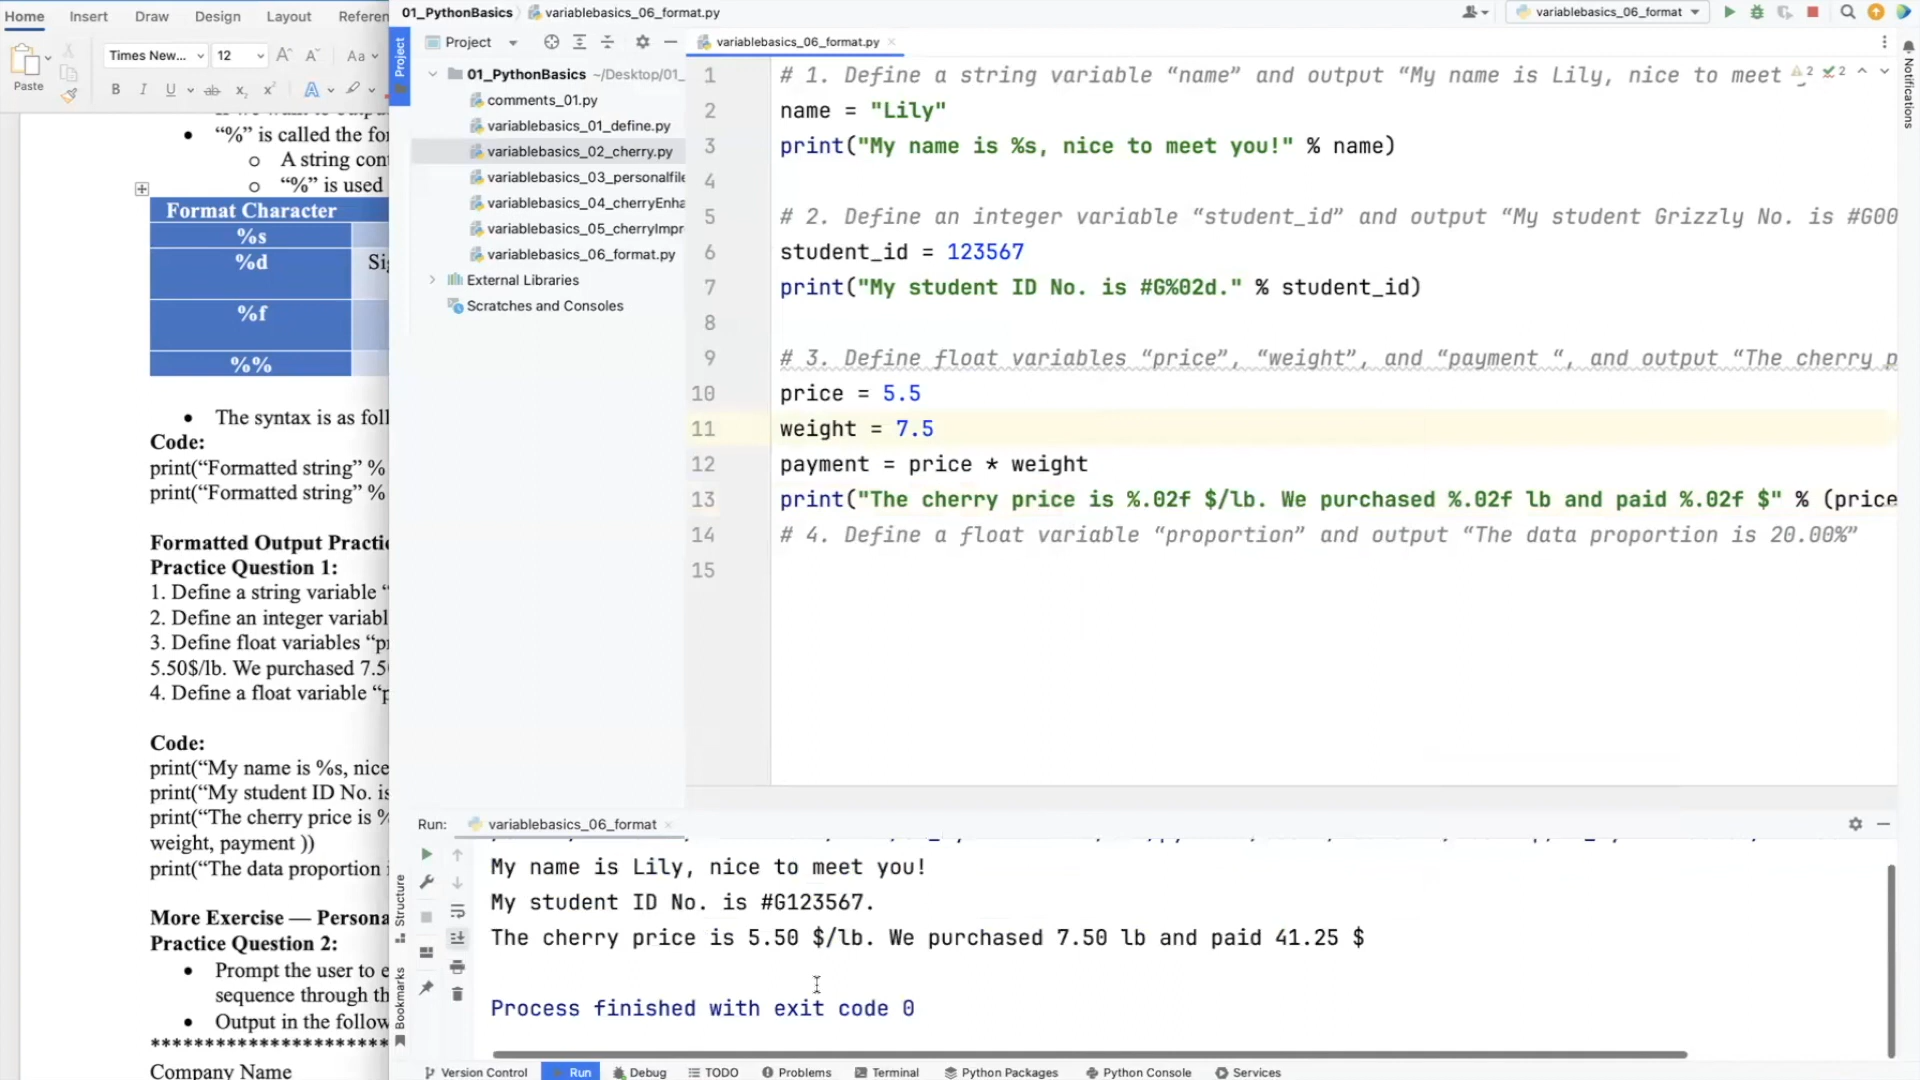 Home Insert Draw Design Layout Referen
Paste Times New... 12 Aa
B I U ab x x A
“%” is called the for
A string cont
“%” is used
Format Character
%s
%d Si
%f
%%
The syntax is as foll
Code:
print(“Formatted string” %
print(“Formatted string” %
Formatted Output Practi
Practice Question 1:
1. Define a string variable “
2. Define an integer variabl
3. Define float variables “p
5.50$/lb. We purchased 7.5
4. Define a float variable “p
Code:
print(“My name is %s, nice
print(“My student ID No. is
print(“The cherry price is %
weight, payment ))
print(“The data proportion i
More Exercise — Persona
Practice Question 2:
Prompt the user to e
sequence through th
Output in the follow
**********************
Company Name
01_PythonBasics variablebasics_06_format.py
variablebasics_06_format
Project
Project
variablebasics_06_format.py
01_PythonBasics ~/Desktop/01_
comments_01.py
variablebasics_01_define.py
variablebasics_02_cherry.py
variablebasics_03_personalfile
variablebasics_04_cherryEnha
variablebasics_05_cherryImpr
variablebasics_06_format.py
External Libraries
Scratches and Consoles
1 # 1. Define a string variable “name” and output “My name is Lily, nice to meet
2 2
2 name = "Lily"
3 print("My name is %s, nice to meet you!" % name)
4
5 # 2. Define an integer variable “student_id” and output “My student Grizzly No. is #G00
6 student_id = 123567
7 print("My student ID No. is #G%02d." % student_id)
8
9 # 3. Define float variables “price”, “weight”, and “payment “, and output “The cherry p
10 price = 5.5
11 weight = 7.5
12 payment = price * weight
13 print("The cherry price is %.02f $/lb. We purchased %.02f lb and paid %.02f $" % (price
14 # 4. Define a float variable “proportion” and output “The data proportion is 20.00%”
15
Notifications
Run: variablebasics_06_format
My name is Lily, nice to meet you!
My student ID No. is #G123567.
The cherry price is 5.50 $/lb. We purchased 7.50 lb and paid 41.25 $
Process finished with exit code 0
Structure
Bookmarks
Version Control Run Debug TODO Problems Terminal Python Packages Python Console Services